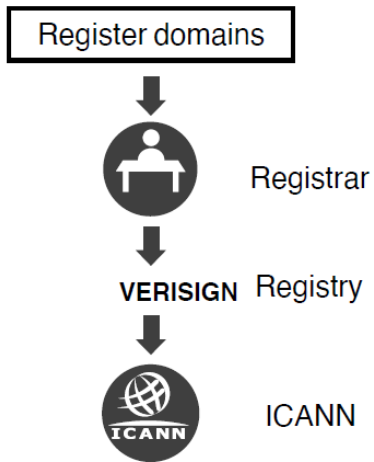 Register domains
Registrar
VERISIGN Registry
ICANN
ICANN